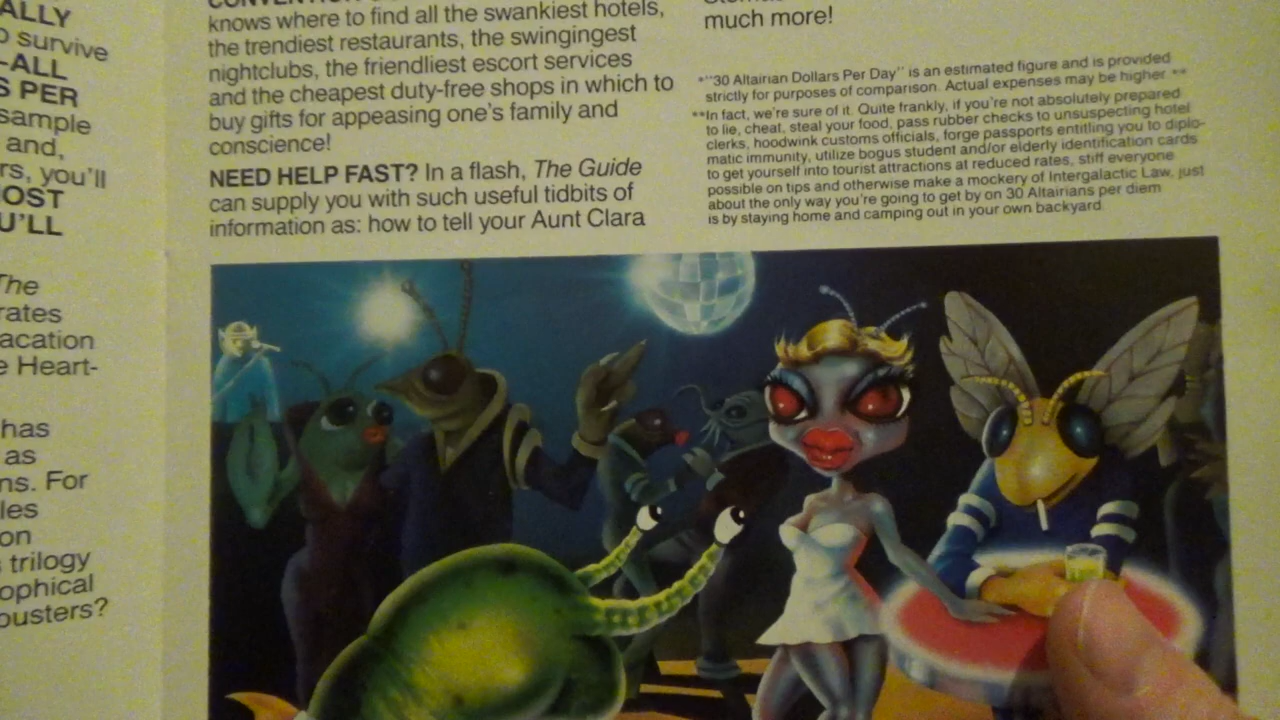 ALLY
o survive
-ALL
S PER
sample
and,
rs, you'll
OST
U'LL
The
rates
acation
e Heart-
has
as
ns. For
les
on
trilogy
ophical
ousters?
knows where to find all the swankiest hotels,
the trendiest restaurants, the swingingest
nightclubs, the friendliest escort services
and the cheapest duty-free shops in which to
buy gifts for appeasing one's family and
conscience!
NEED HELP FAST? In a flash, The Guide
can supply you with such useful tidbits of
information as: how to tell your Aunt Clara
much more!
*"30 Altairian Dollars Per Day" is an estimated figure and is provided
strictly for purposes of comparison. Actual expenses may be higher **
**In fact, we're sure of it. Quite frankly, if you're not absolutely prepared
to lie, cheat, steal your food, pass rubber checks to unsuspecting hotel
clerks, hoodwink customs officials, forge passports entitling you to diplo-
matic immunity, utilize bogus student and/or elderly identification cards
to get yourself into tourist attractions at reduced rates, stiff everyone
possible on tips and otherwise make a mockery of Intergalactic Law, just
about the only way you're going to get by on 30 Altairians per diem
is by staying home and camping out in your own backyard.